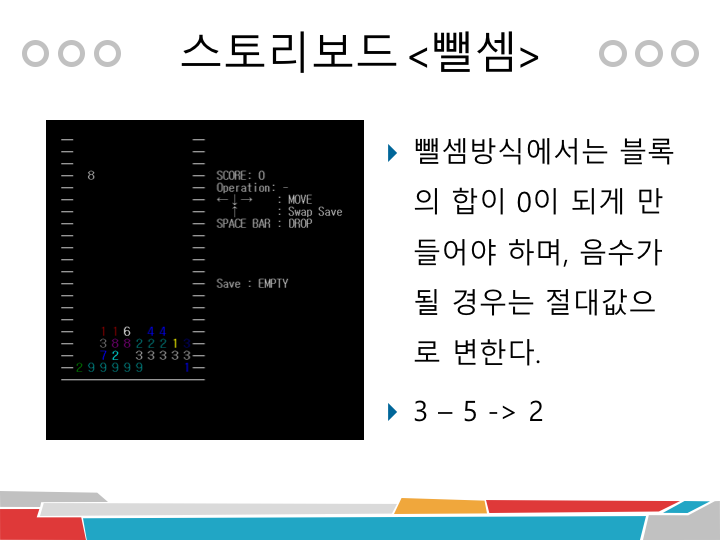 스토리보드 <뺄셈>
8
SCORE: 0
Operation: -
←↓→ : MOVE
↑ : Swap Save
SPACE BAR : DROP
Save : EMPTY
1 1 6 4 4
3 8 8 2 2 2 1
7 2 3 3 3 3 3
2 9 9 9 9 9 1
뺄셈방식에서는 블록
의 합이 0이 되게 만
들어야 하며, 음수가
될 경우는 절대값으
로 변한다.
3 – 5 -> 2